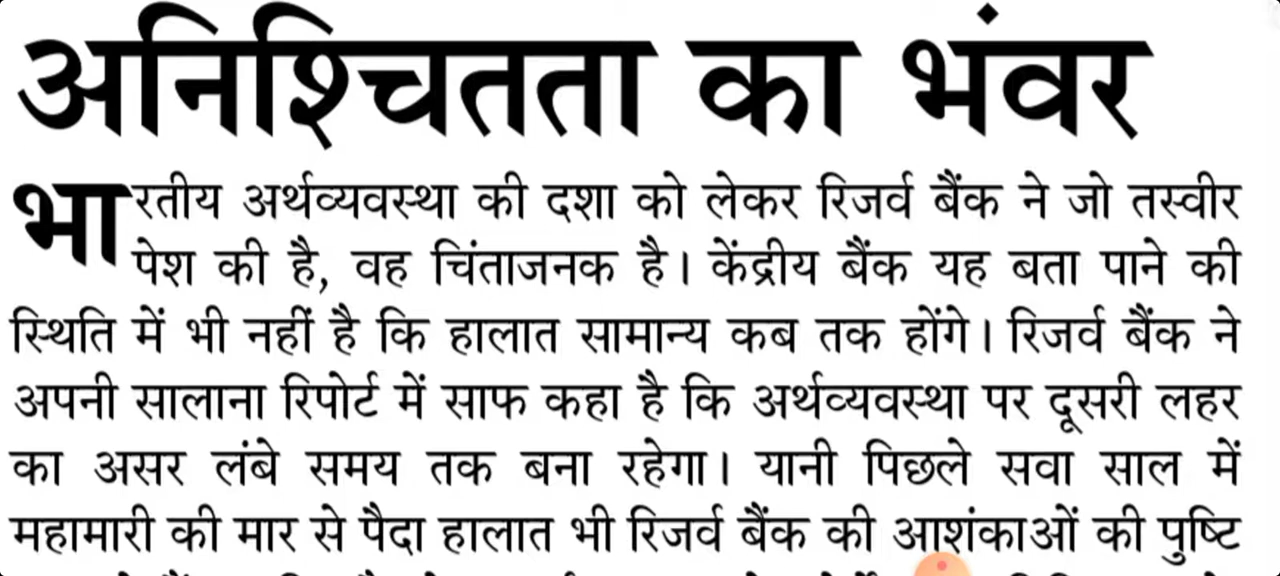 अनिश्चितता का भंवर
भारतीय अर्थव्यवस्था की दशा को लेकर रिजर्व बैंक ने जो तस्वीर
पेश की है, वह चिंताजनक है। केंद्रीय बैंक यह बता पाने की
स्थिति में भी नहीं है कि हालात सामान्य कब तक होंगे। रिजर्व बैंक ने
अपनी सालाना रिपोर्ट में साफ कहा है कि अर्थव्यवस्था पर दूसरी लहर
का असर लंबे समय तक बना रहेगा। यानी पिछले सवा साल में
महामारी की मार से पैदा हालात भी रिजर्व बैंक की आशंकाओं की पुष्टि